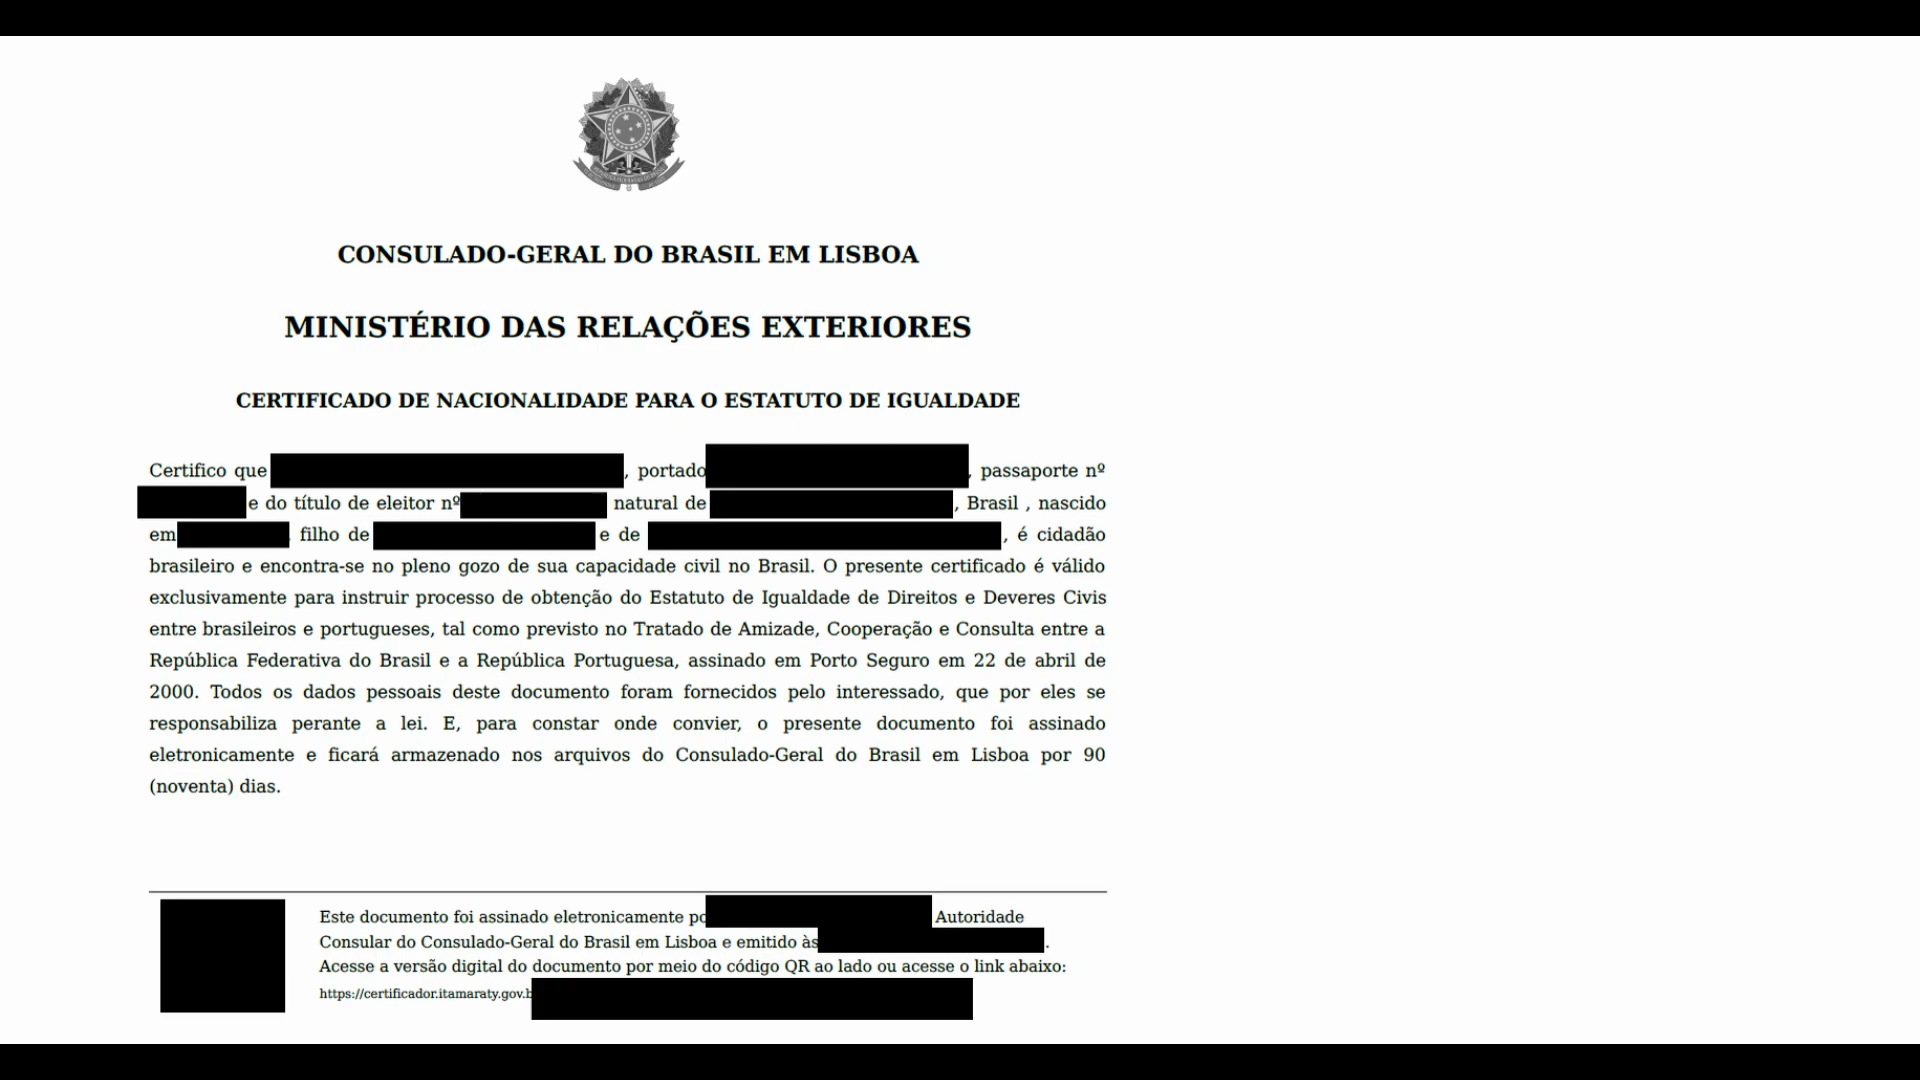 CONSULADO-GERAL DO BRASIL EM LISBOA
MINISTÉRIO DAS RELAÇÕES EXTERIORES
CERTIFICADO DE NACIONALIDADE PARA O ESTATUTO DE IGUALDADE
Certifico que , portado , passaporte nº
e do título de eleitor nº natural de , Brasil , nascido
em filho de e de , é cidadão
brasileiro e encontra-se no pleno gozo de sua capacidade civil no Brasil. O presente certificado é válido
exclusivamente para instruir processo de obtenção do Estatuto de Igualdade de Direitos e Deveres Civis
entre brasileiros e portugueses, tal como previsto no Tratado de Amizade, Cooperação e Consulta entre a
República Federativa do Brasil e a República Portuguesa, assinado em Porto Seguro em 22 de abril de
2000. Todos os dados pessoais deste documento foram fornecidos pelo interessado, que por eles se
responsabiliza perante a lei. E, para constar onde convier, o presente documento foi assinado
eletronicamente e ficará armazenado nos arquivos do Consulado-Geral do Brasil em Lisboa por 90
(noventa) dias.
Este documento foi assinado eletronicamente po Autoridade
Consular do Consulado-Geral do Brasil em Lisboa e emitido às .
Acesse a versão digital do documento por meio do código QR ao lado ou acesse o link abaixo:
https://certificador.itamaraty.gov.b